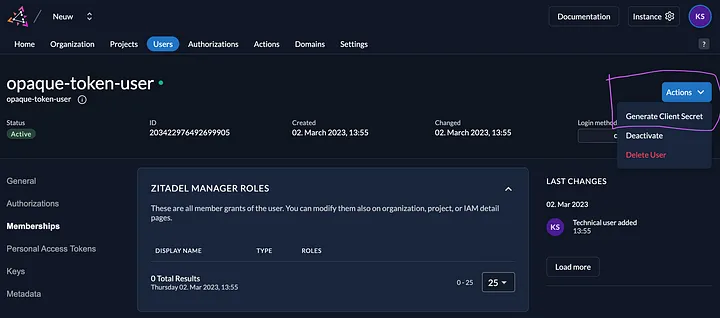 Neuw
Documentation
Instance
KS
Home Organization Projects Users Authorizations Actions Domains Settings ?
opaque-token-user
opaque-token-user
Actions
Generate Client Secret
Deactivate
Delete User
Status
Active
ID
203422976492699905
Created
02. March 2023, 13:55
Changed
02. March 2023, 13:55
Login method
General
Authorizations
Memberships
Personal Access Tokens
Keys
Metadata
ZITADEL MANAGER ROLES
These are all member grants of the user. You can modify them also on organization, project, or IAM detail
pages.
DISPLAY NAME TYPE ROLES
0 Total Results
Thursday 02. Mar 2023, 13:55
0 - 25
25
LAST CHANGES
02. Mar 2023
KS
Technical user added
13:55
Load more